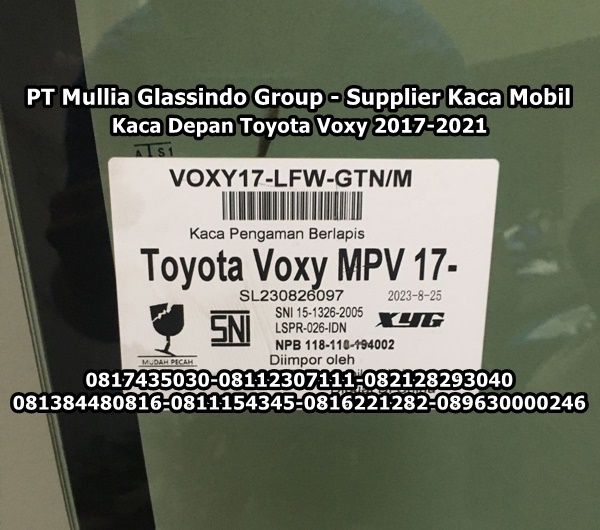 PT Mullia Glassindo Group - Supplier Kaca Mobil
Kaca Depan Toyota Voxy 2017-2021
VOXY17-LFW-GTN/M
Kaca Pengaman Berlapis
Toyota Voxy MPV 17-
SL230826097 2023-8-25
SNI
SNI 15-1326-2005
LSPR-026-IDN
XYG
NPB 118-110-194002
MUDAH PECAH
Diimpor oleh
0817435030-08112307111-082128293040
081384480816-0811154345-0816221282-089630000246